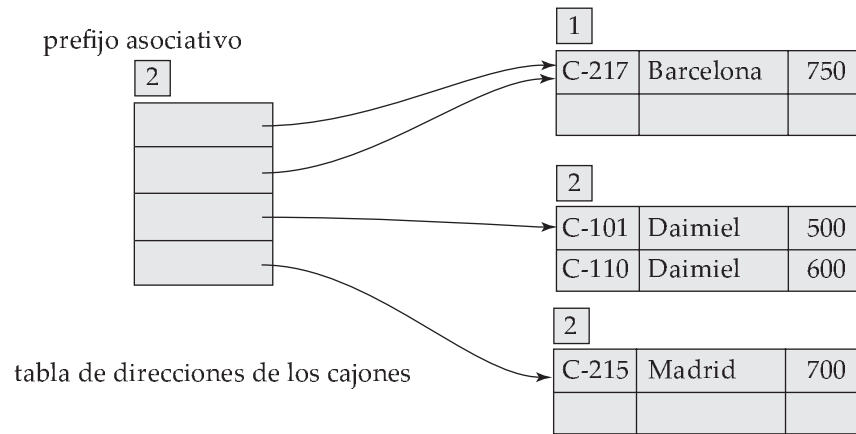 prefijo asociativo
2
1
C-217 Barcelona 750
2
C-101 Daimiel 500
C-110 Daimiel 600
2
C-215 Madrid 700
tabla de direcciones de los cajones